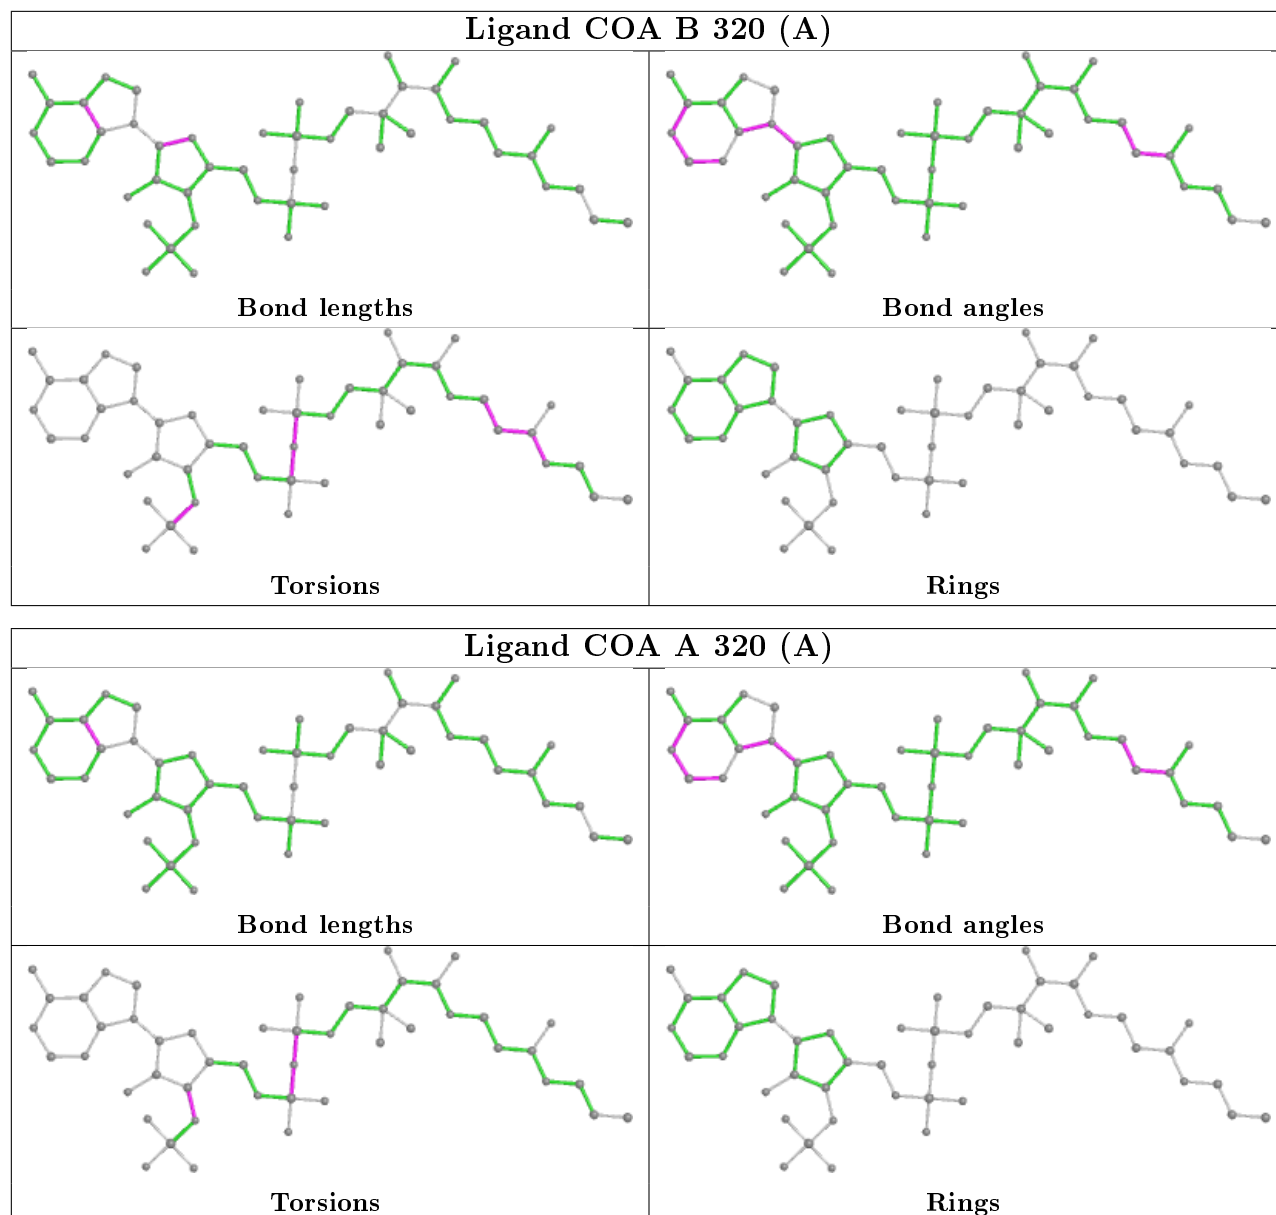 Ligand COA B 320 (A)
Bond lengths
Bond angles
Torsions
Rings
Ligand COA A 320 (A)
Bond lengths
Bond angles
Torsions
Rings